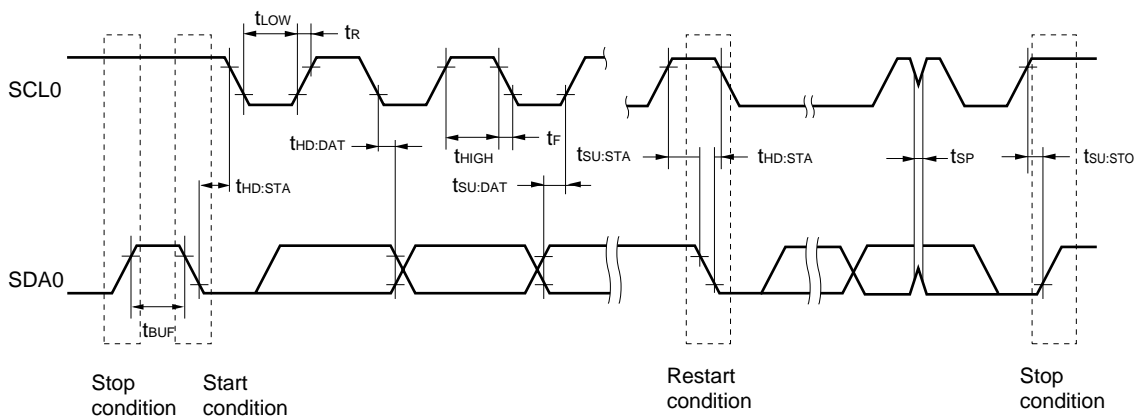 tLOW
tR
SCL0
tHD:DAT
tHIGH
tF
tSU:STA
tHD:STA
tSP
tSU:STO
tHD:STA
tSU:DAT
SDA0
tBUF
Stop
condition
Start
condition
Restart
condition
Stop
condition